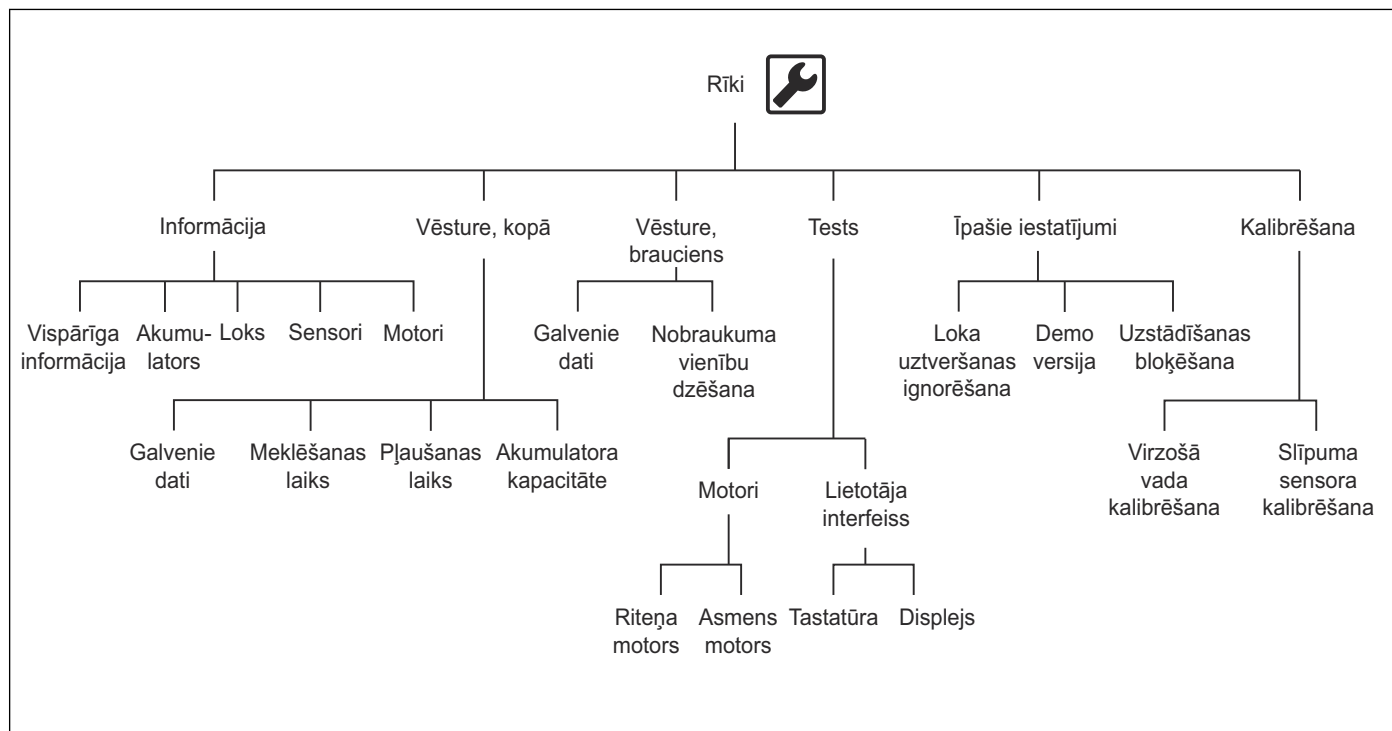 Rīki
Informācija
Vēsture, kopā
Vēsture,
brauciens
Tests
Īpašie iestatījumi
Kalibrēšana
Vispārīga
informācija
Akumu-
lators
Loks
Sensori
Motori
Galvenie
dati
Nobraukuma
vienību
dzēšana
Loka
uztveršanas
ignorēšana
Demo
versija
Uzstādīšanas
bloķēšana
Galvenie
dati
Meklēšanas
laiks
Pļaušanas
laiks
Akumulatora
kapacitāte
Motori
Lietotāja
interfeiss
Virzošā
vada
kalibrēšana
Slīpuma
sensora
kalibrēšana
Riteņa
motors
Asmens
motors
Tastatūra
Displejs